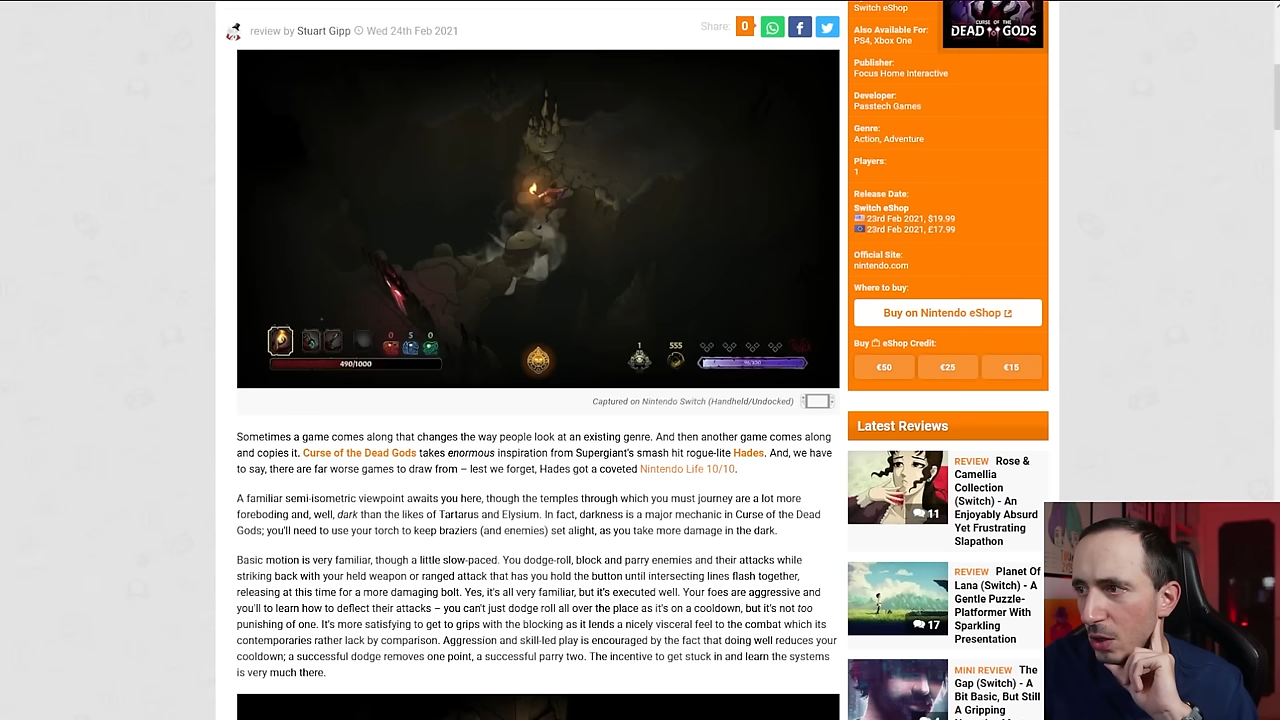 review by Stuart Gipp Wed 24th Feb 2021
Share: 0
490/1000
0 5 0
1 555
Captured on Nintendo Switch (Handheld/Undocked)
Sometimes a game comes along that changes the way people look at an existing genre. And then another game comes along
and copies it. Curse of the Dead Gods takes enormous inspiration from Supergiant's smash hit rogue-lite Hades. And, we have
to say, there are far worse games to draw from – lest we forget, Hades got a coveted Nintendo Life 10/10.
A familiar semi-isometric viewpoint awaits you here, though the temples through which you must journey are a lot more
foreboding and, well, dark than the likes of Tartarus and Elysium. In fact, darkness is a major mechanic in Curse of the Dead
Gods; you'll need to use your torch to keep braziers (and enemies) set alight, as you take more damage in the dark.
Basic motion is very familiar, though a little slow-paced. You dodge-roll, block and parry enemies and their attacks while
striking back with your held weapon or ranged attack that has you hold the button until intersecting lines flash together,
releasing at this time for a more damaging bolt. Yes, it's all very familiar, but it's executed well. Your foes are aggressive and
you'll to learn how to deflect their attacks – you can't just dodge roll all over the place as it's on a cooldown, but it's not too
punishing of one. It's more satisfying to get to grips with the blocking as it lends a nicely visceral feel to the combat which its
contemporaries rather lack by comparison. Aggression and skill-led play is encouraged by the fact that doing well reduces your
cooldown; a successful dodge removes one point, a successful parry two. The incentive to get stuck in and learn the systems
is very much there.
Switch eShop
Also Available For:
PS4, Xbox One
CURSE OF THE
DEAD GODS
Publisher:
Focus Home Interactive
Developer:
Passtech Games
Genre:
Action, Adventure
Players:
1
Release Date:
Switch eShop
23rd Feb 2021, $19.99
23rd Feb 2021, £17.99
Official Site:
nintendo.com
Where to buy:
Buy on Nintendo eShop
Buy eShop Credit:
€50 €25 €15
Latest Reviews
REVIEW Rose &
Camellia
Collection
(Switch) - An
Enjoyably Absurd
Yet Frustrating
Slapathon
11
REVIEW Planet Of
Lana (Switch) - A
Gentle Puzzle-
Platformer With
Sparkling
Presentation
17
MINI REVIEW The
Gap (Switch) - A
Bit Basic, But Still
A Gripping